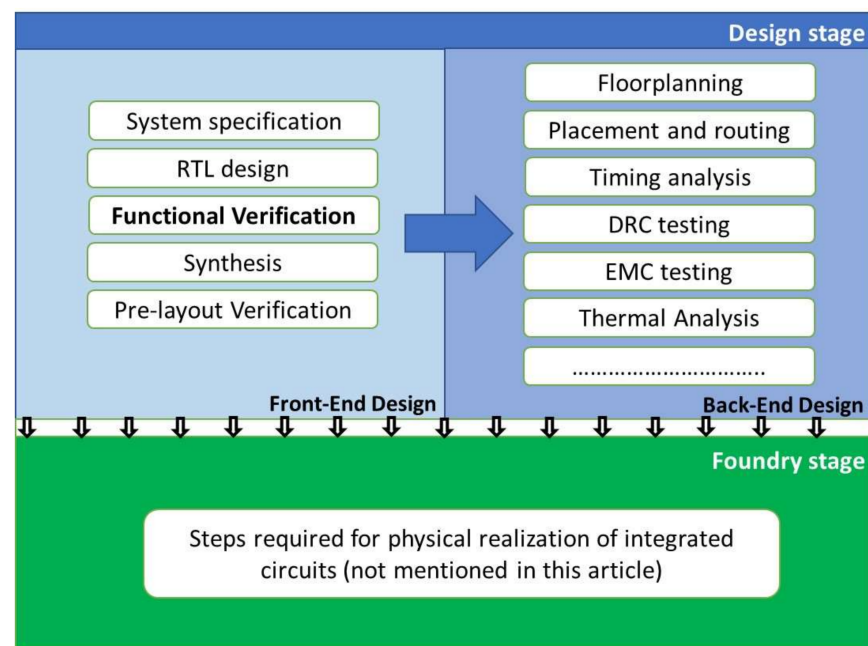 Design stage
System specification
RTL design
Functional Verification
Synthesis
Pre-layout Verification
Front-End Design
Floorplanning
Placement and routing
Timing analysis
DRC testing
EMC testing
Thermal Analysis
…………………………..
Back-End Design
Foundry stage
Steps required for physical realization of integrated
circuits (not mentioned in this article)